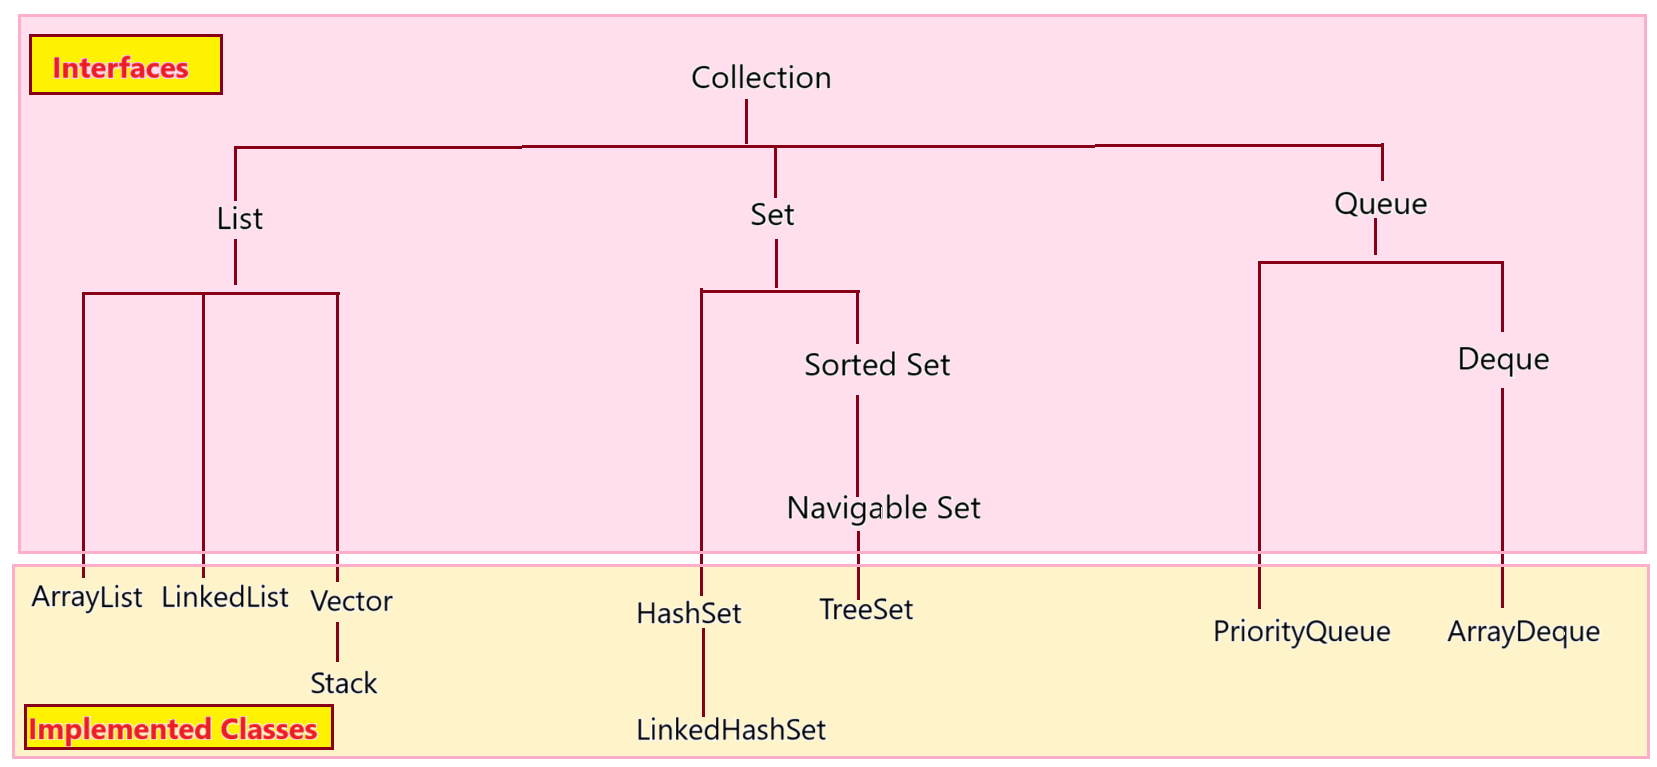 Interfaces
Collection
List
Set
Queue
Sorted Set
Deque
Navigable Set
ArrayList
LinkedList
Vector
HashSet
TreeSet
PriorityQueue
ArrayDeque
Stack
LinkedHashSet
Implemented Classes